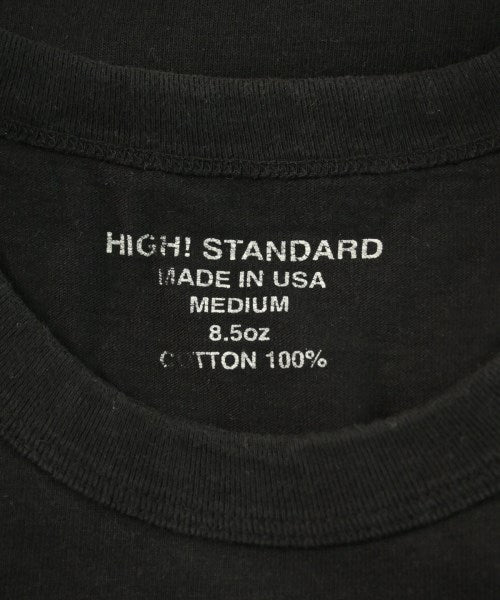 HIGH! STANDARD
MADE IN USA
MEDIUM
8.5oz
COTTON 100%